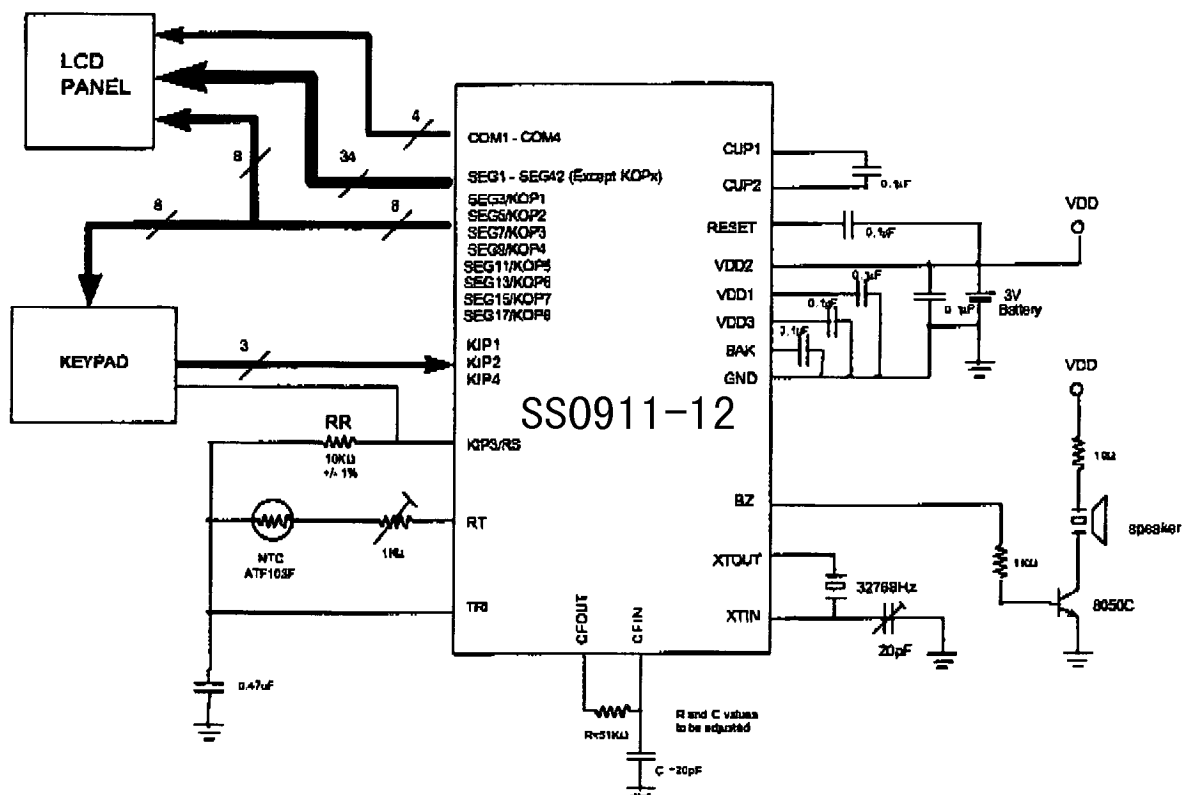 LCD
PANEL
4
COM1 - COM4
34
SEG1 - SEG42 (Except KOPx)
8
8
8
SEG3/KOP1
SEG5/KOP2
SEG7/KOP3
SEG9/KOP4
SEG11/KOP5
SEG13/KOP6
SEG15/KOP7
SEG17/KOP8
KEYPAD
3
KIP1
KIP2
KIP4
SS0911-12
RR
10KΩ
+/- 1%
KIP3/RS
RT
NTC
ATF103F
1KΩ
TRI
0.47uF
CFOUT
CFIN
R=51KΩ
C =20pF
R and C values
to be adjusted
CUP1
CUP2
0.1uF
RESET
0.1uF
VDD
VDD2
0.1uF
VDD1
0.1uF
VDD3
0.1uF
BAK
GND
0.1uF
3V
Battery
VDD
BZ
speaker
1KΩ
8050C
XTOUT
32768Hz
XTIN
20pF